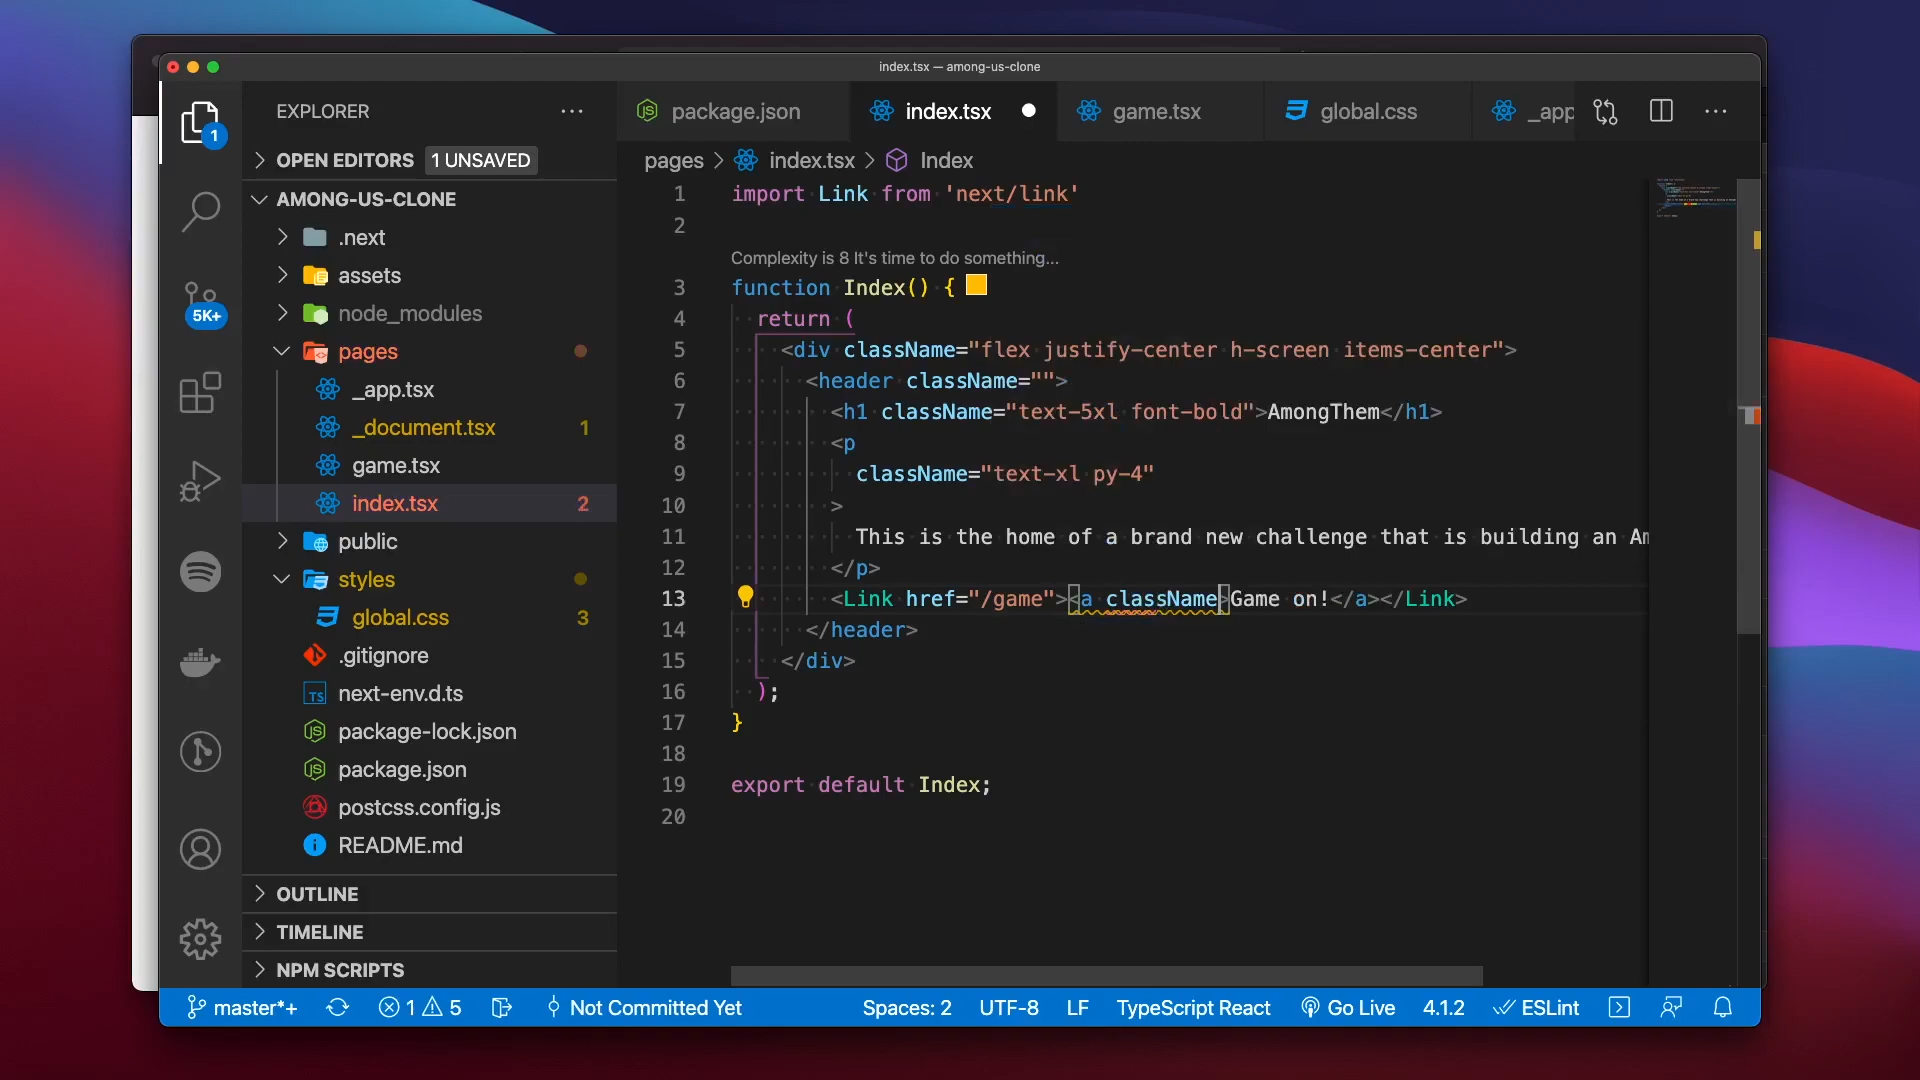 index.tsx — among-us-clone
EXPLORER
OPEN EDITORS 1 UNSAVED
AMONG-US-CLONE
.next
assets
node_modules
pages
_app.tsx
_document.tsx 1
game.tsx
index.tsx 2
public
styles
global.css 3
.gitignore
next-env.d.ts
package-lock.json
package.json
postcss.config.js
README.md
OUTLINE
TIMELINE
NPM SCRIPTS
1
5K+
package.json
index.tsx
game.tsx
global.css
_app
pages > index.tsx > Index
1 import Link from 'next/link'
2
Complexity is 8 It's time to do something...
3 function Index() {
4 return (
5 <div className="flex justify-center h-screen items-center">
6 <header className="">
7 <h1 className="text-5xl font-bold">AmongThem</h1>
8 <p
9 className="text-xl py-4"
10 >
11 This is the home of a brand new challenge that is building an Am
12 </p>
13 <Link href="/game"><a className>Game on!</a></Link>
14 </header>
15 </div>
16 );
17 }
18
19 export default Index;
20
master*+ 1 5 Not Committed Yet Spaces: 2 UTF-8 LF TypeScript React Go Live 4.1.2 ESLint